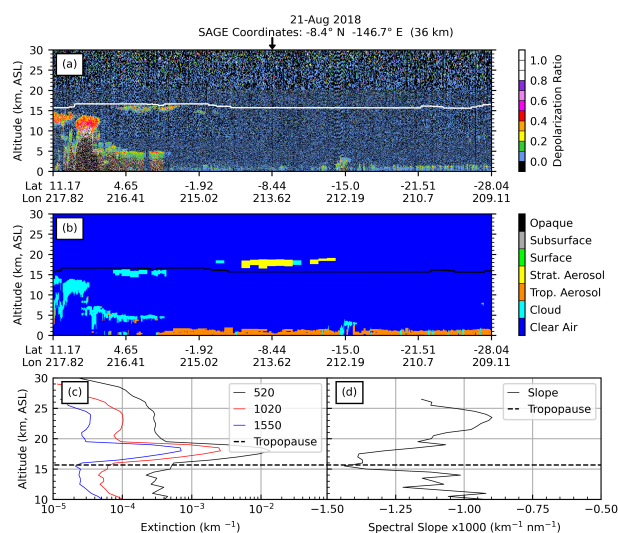 21-Aug 2018
SAGE Coordinates: -8.4° N -146.7° E (36 km)
(a)
Altitude (km, ASL)
30
25
20
15
10
5
0
1.0
0.8
0.7
0.6
0.5
0.4
0.3
0.2
0.1
0.0
Depolarization Ratio
Lat 11.17 4.65 -1.92 -8.44 -15.0 -21.51 -28.04
Lon 217.82 216.41 215.02 213.62 212.19 210.7 209.11
(b)
Altitude (km, ASL)
30
25
20
15
10
5
0
Opaque
Subsurface
Surface
Strat. Aerosol
Trop. Aerosol
Cloud
Clear Air
Lat 11.17 4.65 -1.92 -8.44 -15.0 -21.51 -28.04
Lon 217.82 216.41 215.02 213.62 212.19 210.7 209.11
(c)
Altitude (km, ASL)
30
25
20
15
10
520
1020
1550
Tropopause
10⁻⁵ 10⁻⁴ 10⁻³ 10⁻²
Extinction (km ⁻¹)
(d)
Slope
Tropopause
−1.50 −1.25 −1.00 −0.75 −0.50
Spectral Slope x1000 (km⁻¹ nm⁻¹)